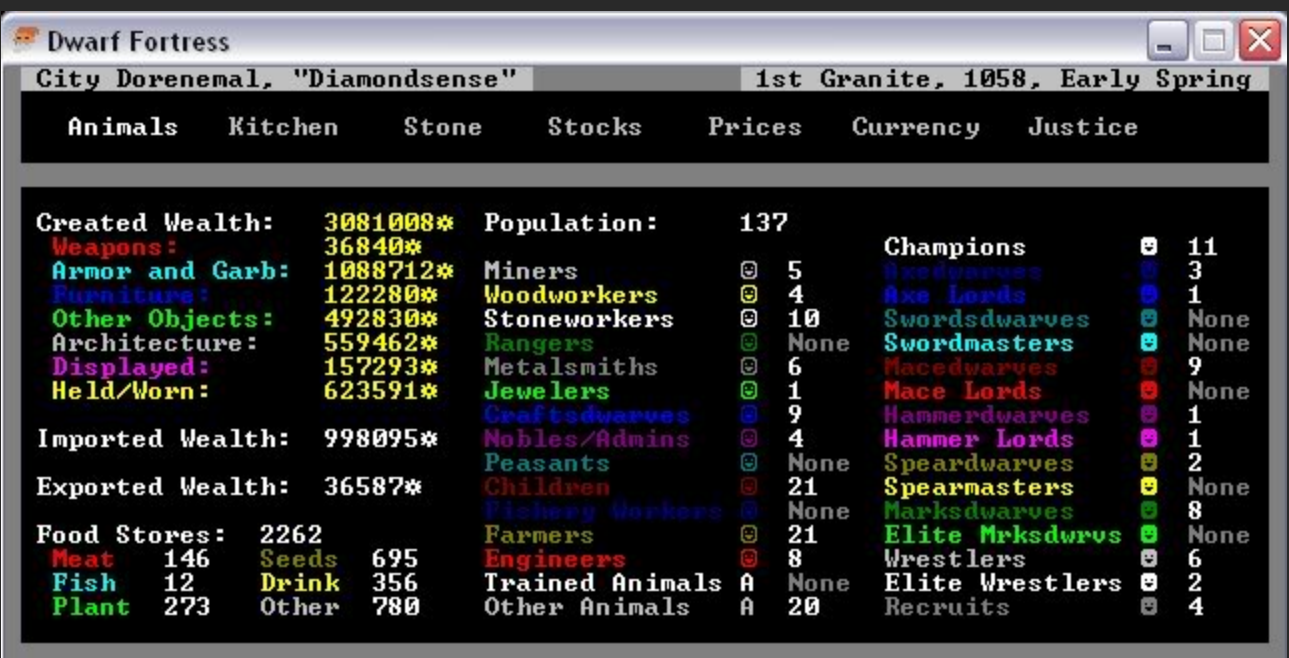 Dwarf Fortress
City Dorenemal, "Diamondsense" 1st Granite, 1058, Early Spring
Animals Kitchen Stone Stocks Prices Currency Justice
Created Wealth: 3081008☼ Population: 137
Weapons: 36840☼ Champions 11
Armor and Garb: 1088712☼ Miners 5 Axedwarves 3
Furniture: 122280☼ Woodworkers 4 Axe Lords 1
Other Objects: 492830☼ Stoneworkers 10 Swordsdwarves None
Architecture: 559462☼ Rangers None Swordmasters None
Displayed: 157293☼ Metalsmiths 6 Macedwarves 9
Held/Worn: 623591☼ Jewelers 1 Mace Lords None
Craftsdwarves 9 Hammerdwarves 1
Imported Wealth: 998095☼ Nobles/Admins 4 Hammer Lords 1
Peasants None Speardwarves 2
Exported Wealth: 36587☼ Children 21 Spearmasters None
Fishery Workers None Marksdwarves 8
Food Stores: 2262 Farmers 21 Elite Mrksdwrvs None
Meat 146 Seeds 695 Engineers 8 Wrestlers 6
Fish 12 Drink 356 Trained Animals A None Elite Wrestlers 2
Plant 273 Other 780 Other Animals A 20 Recruits 4